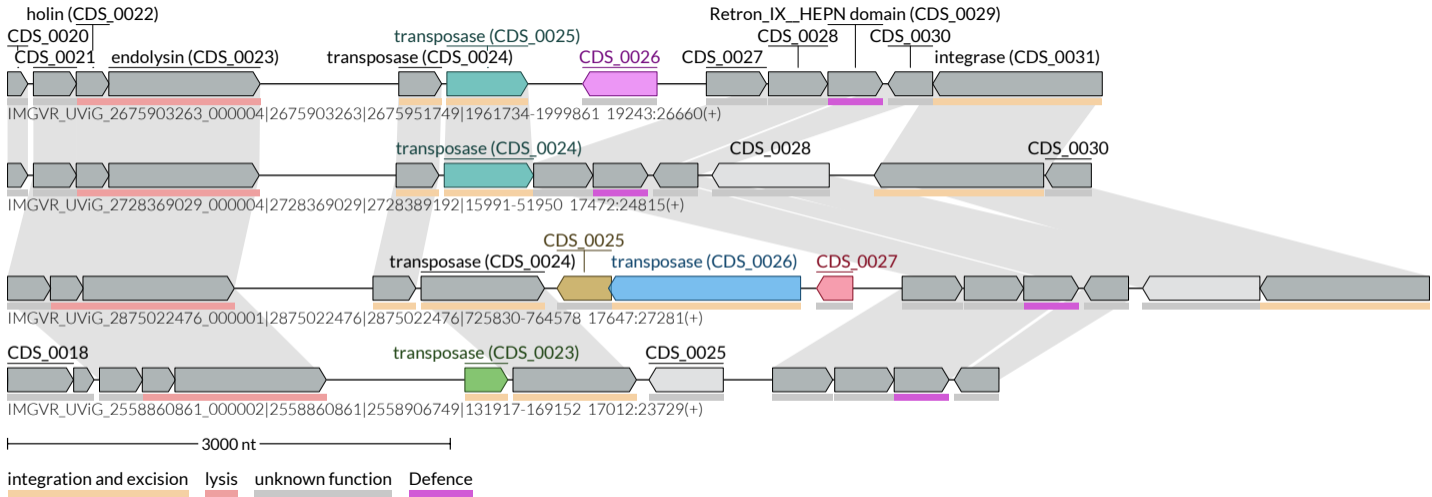 holin (CDS_0022)
Retron_IX__HEPN domain (CDS_0029)
CDS_0020
transposase (CDS_0025)
CDS_0028
CDS_0030
CDS_0021
endolysin (CDS_0023)
transposase (CDS_0024)
CDS_0026
CDS_0027
integrase (CDS_0031)
IMGVR_UViG_2675903263_000004|2675903263|2675951749|1961734-1999861 19243:26660(+)
transposase (CDS_0024)
CDS_0028
CDS_0030
IMGVR_UViG_2728369029_000004|2728369029|2728389192|15991-51950 17472:24815(+)
CDS_0025
transposase (CDS_0024)
transposase (CDS_0026)
CDS_0027
IMGVR_UViG_2875022476_000001|2875022476|2875022476|725830-764578 17647:27281(+)
CDS_0018
transposase (CDS_0023)
CDS_0025
IMGVR_UViG_2558860861_000002|2558860861|2558906749|131917-169152 17012:23729(+)
3000 nt
integration and excision
lysis
unknown function
Defence